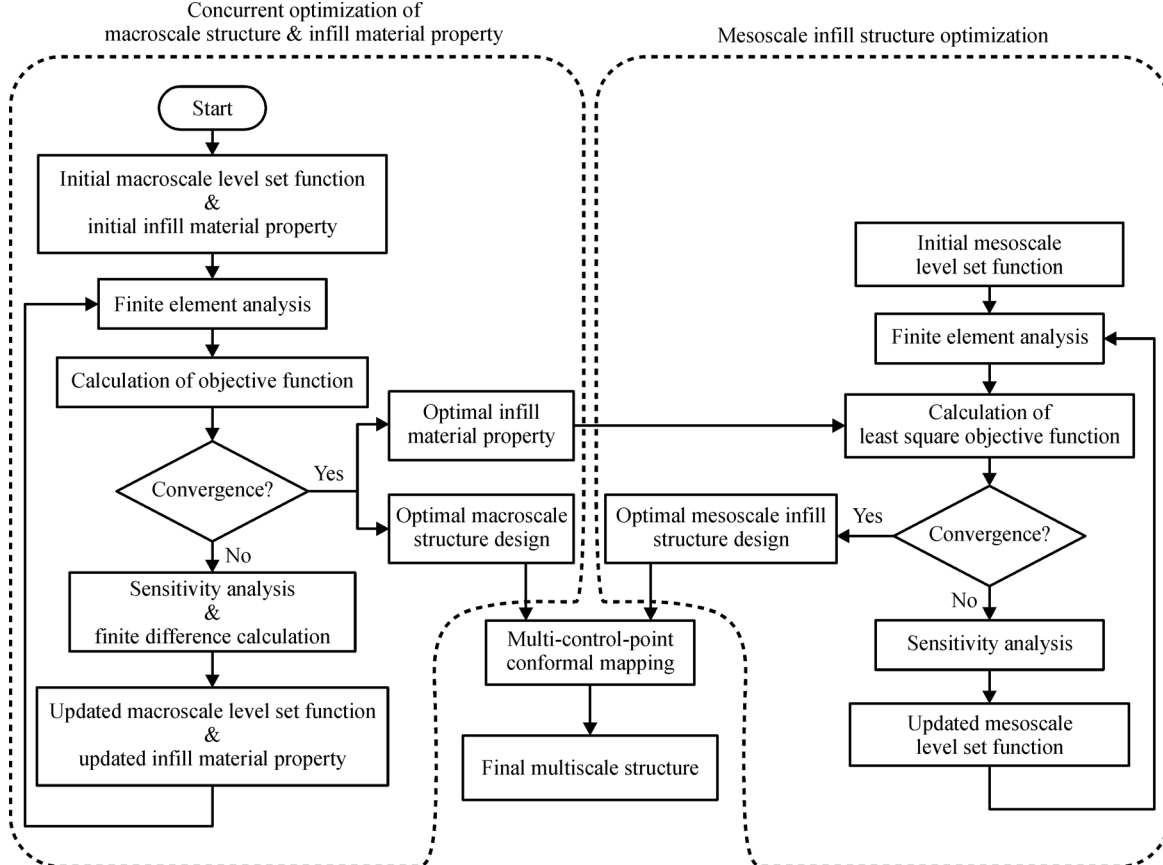 Concurrent optimization of
macroscale structure & infill material property
Start
Initial macroscale level set function
&
initial infill material property
Finite element analysis
Calculation of objective function
Convergence?
Yes
No
Optimal infill
material property
Optimal macroscale
structure design
Sensitivity analysis
&
finite difference calculation
Updated macroscale level set function
&
updated infill material property
Mesoscale infill structure optimization
Initial mesoscale
level set function
Finite element analysis
Calculation of
least square objective function
Convergence?
Yes
No
Optimal mesoscale infill
structure design
Sensitivity analysis
Updated mesoscale
level set function
Multi-control-point
conformal mapping
Final multiscale structure